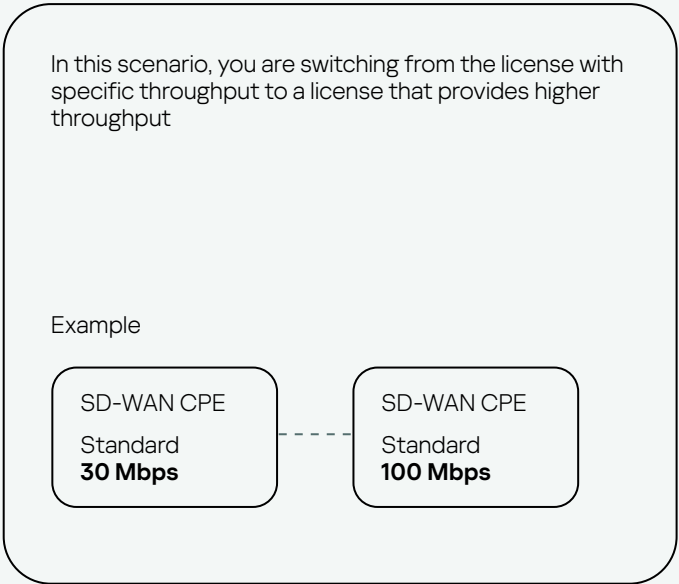 In this scenario, you are switching from the license with
specific throughput to a license that provides higher
throughput
Example
SD-WAN CPE
Standard
30 Mbps
SD-WAN CPE
Standard
100 Mbps